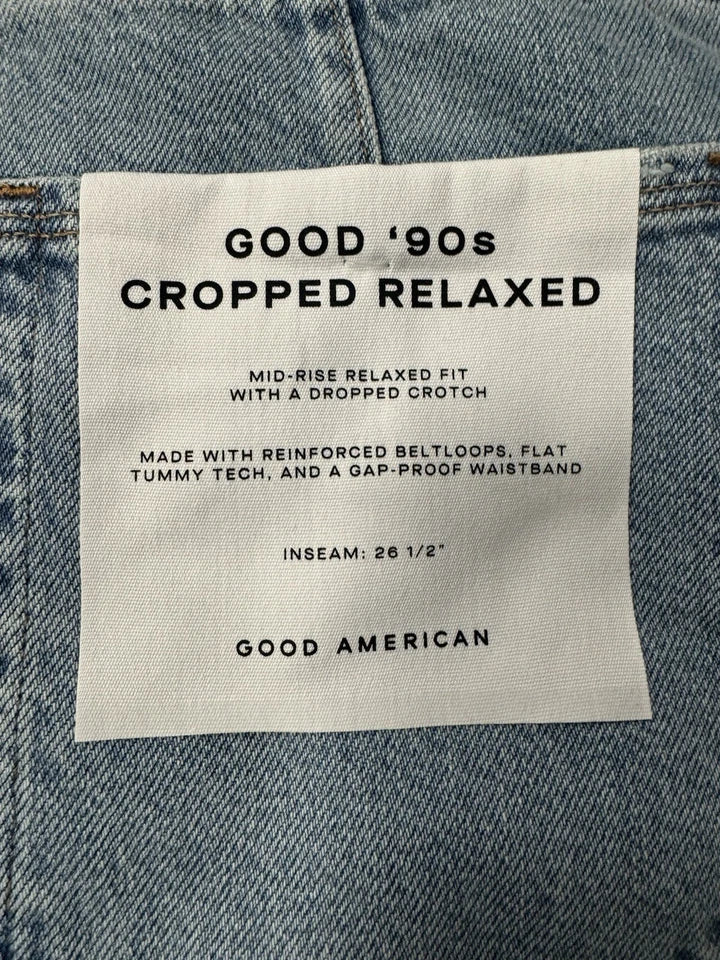 GOOD ‘90s
CROPPED RELAXED
MID-RISE RELAXED FIT
WITH A DROPPED CROTCH
MADE WITH REINFORCED BELTLOOPS, FLAT
TUMMY TECH, AND A GAP-PROOF WAISTBAND
INSEAM: 26 1/2"
GOOD AMERICAN